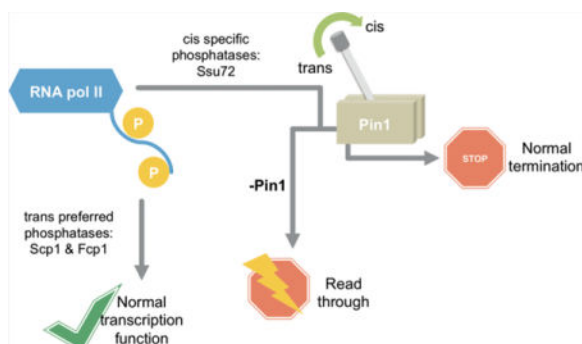 cis specific
phosphatases:
Ssu72
cis
trans
RNA pol II
P
P
Pin1
STOP
Normal
termination
-Pin1
trans preferred
phosphatases:
Scp1 & Fcp1
Normal
transcription
function
Read
through